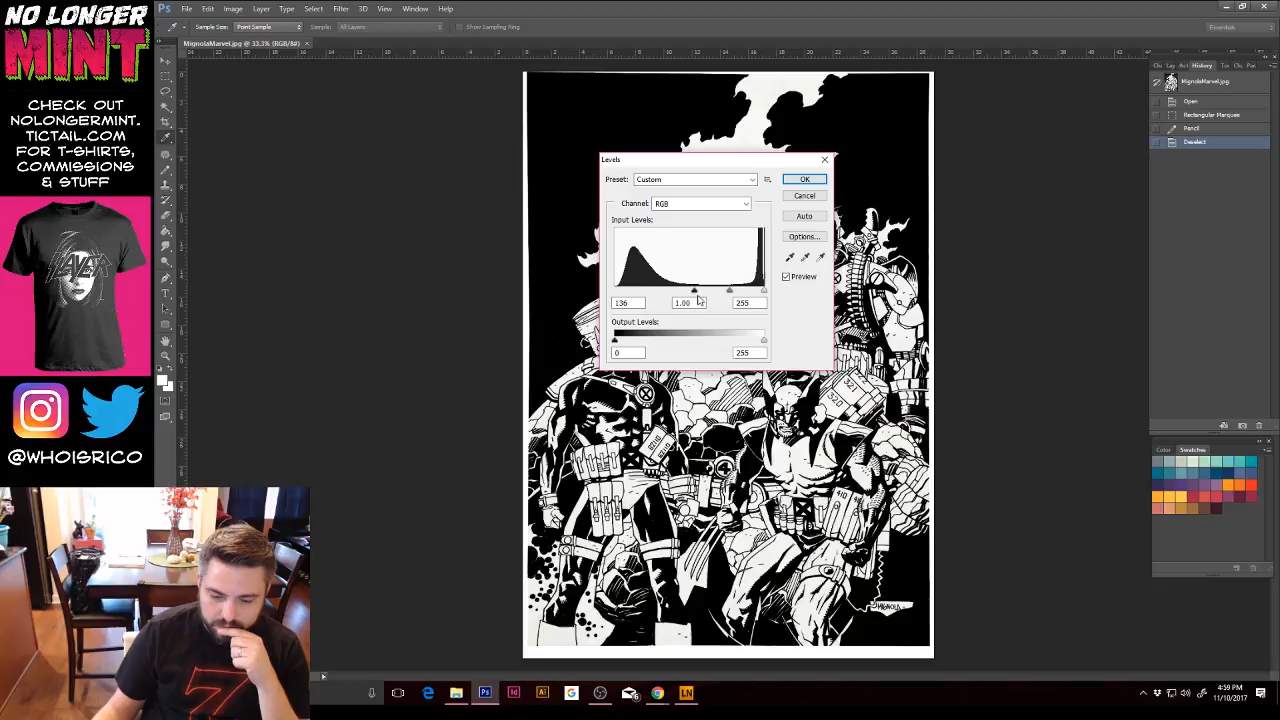 NO LONGER
MINT
CHECK OUT
NOLONGERMINT.
TICTAIL.COM
FOR T-SHIRTS,
COMMISSIONS
& STUFF
SLAYER
@WHOISRICO
Ps File Edit Image Layer Type Select Filter 3D View Window Help
Sample Size: Point Sample Sample: All Layers Show Sampling Ring Essentials
MignolaMarvel.jpg @ 33.3% (RGB/8#) ×
Levels
Preset: Custom
OK
Cancel
Channel: RGB
Auto
Input Levels:
Options...
Preview
136 1.00 255
Output Levels:
0 255
History
MignolaMarvel.jpg
Open
Rectangular Marquee
Pencil
Deselect
Color Swatches
MIGNOLA
4:59 PM
11/10/2017